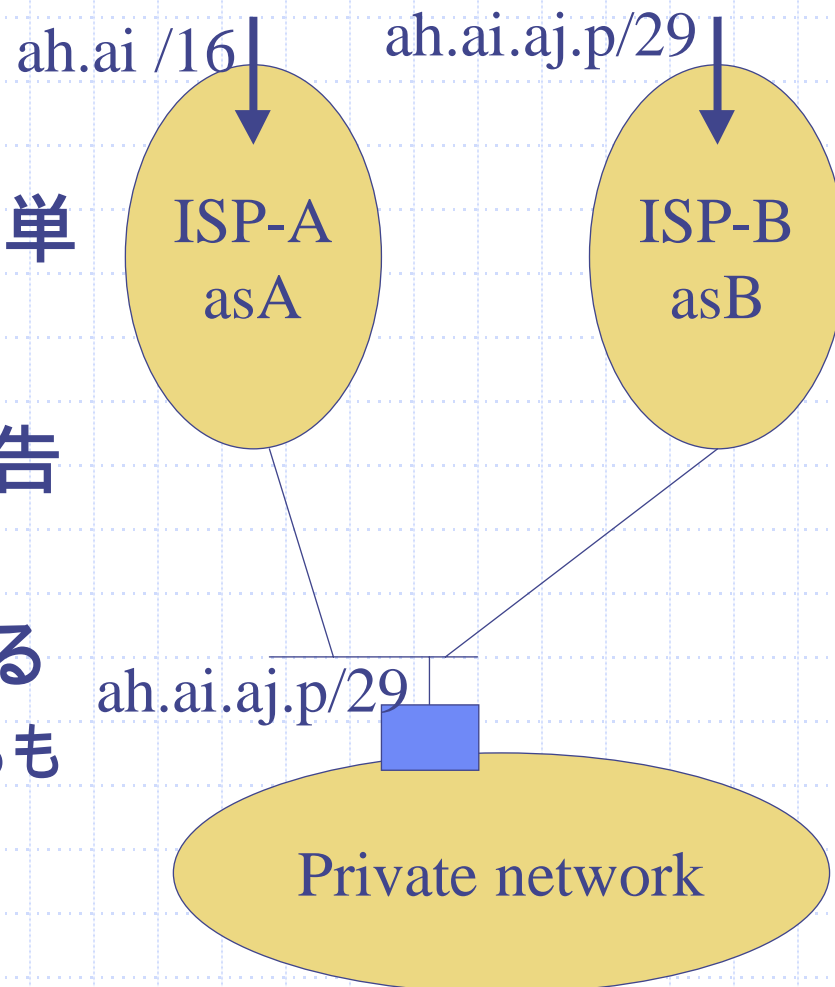 ah.ai /16
ah.ai.aj.p/29
単
ISP-A
asA
ISP-B
asB
告
る
ah.ai.aj.p/29
も
Private network